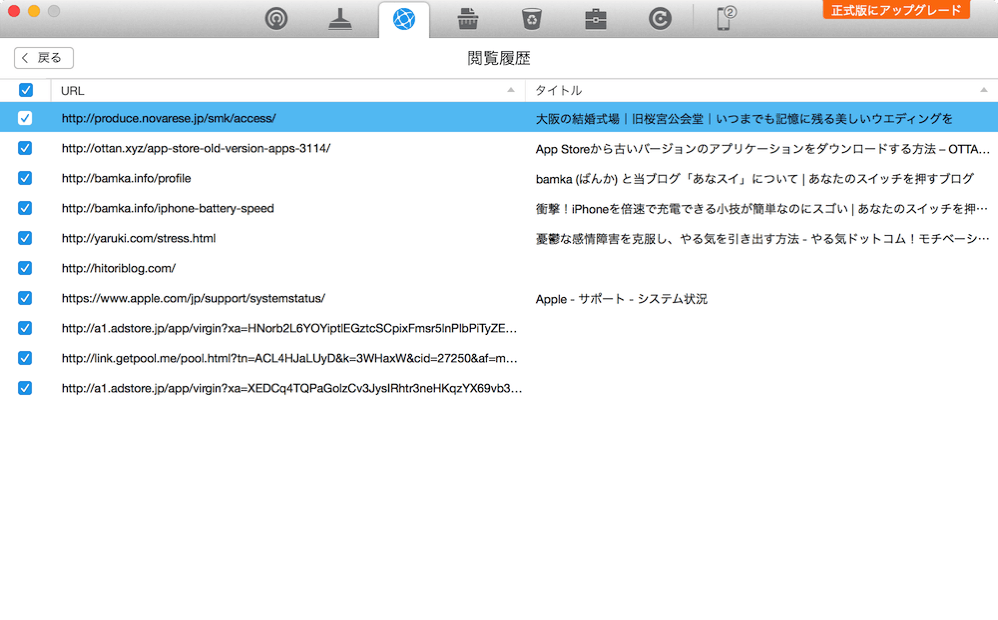 2
正式版にアップグレード
戻る
閲覧履歴
URL タイトル
http://produce.novarese.jp/smk/access/ 大阪の結婚式場｜旧桜宮公会堂｜いつまでも記憶に残る美しいウエディングを
http://ottan.xyz/app-store-old-version-apps-3114/ App Storeから古いバージョンのアプリケーションをダウンロードする方法 – OTTA…
http://bamka.info/profile bamka (ばんか) と当ブログ「あなスイ」について | あなたのスイッチを押すブログ
http://bamka.info/iphone-battery-speed 衝撃！iPhoneを倍速で充電できる小技が簡単なのにスゴい | あなたのスイッチを押…
http://yaruki.com/stress.html 憂鬱な感情障害を克服し、やる気を引き出す方法 - やる気ドットコム！モチベーシ…
http://hitoriblog.com/
https://www.apple.com/jp/support/systemstatus/ Apple - サポート - システム状況
http://a1.adstore.jp/app/virgin?xa=HNorb2L6YOYiptlEGztcSCpixFmsr5lnPlbPiTyZE…
http://link.getpool.me/pool.html?tn=ACL4HJaLUyD&k=3WHaxW&cid=27250&af=m…
http://a1.adstore.jp/app/virgin?xa=XEDCq4TQPaGolzCv3JysIRhtr3neHKqzYX69vb3…